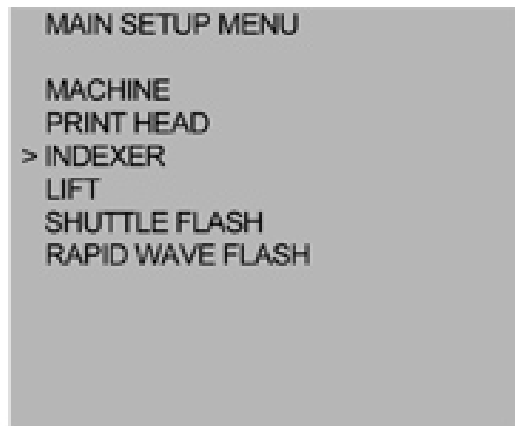 MAIN SETUP MENU
MACHINE
PRINT HEAD
> INDEXER
LIFT
SHUTTLE FLASH
RAPID WAVE FLASH